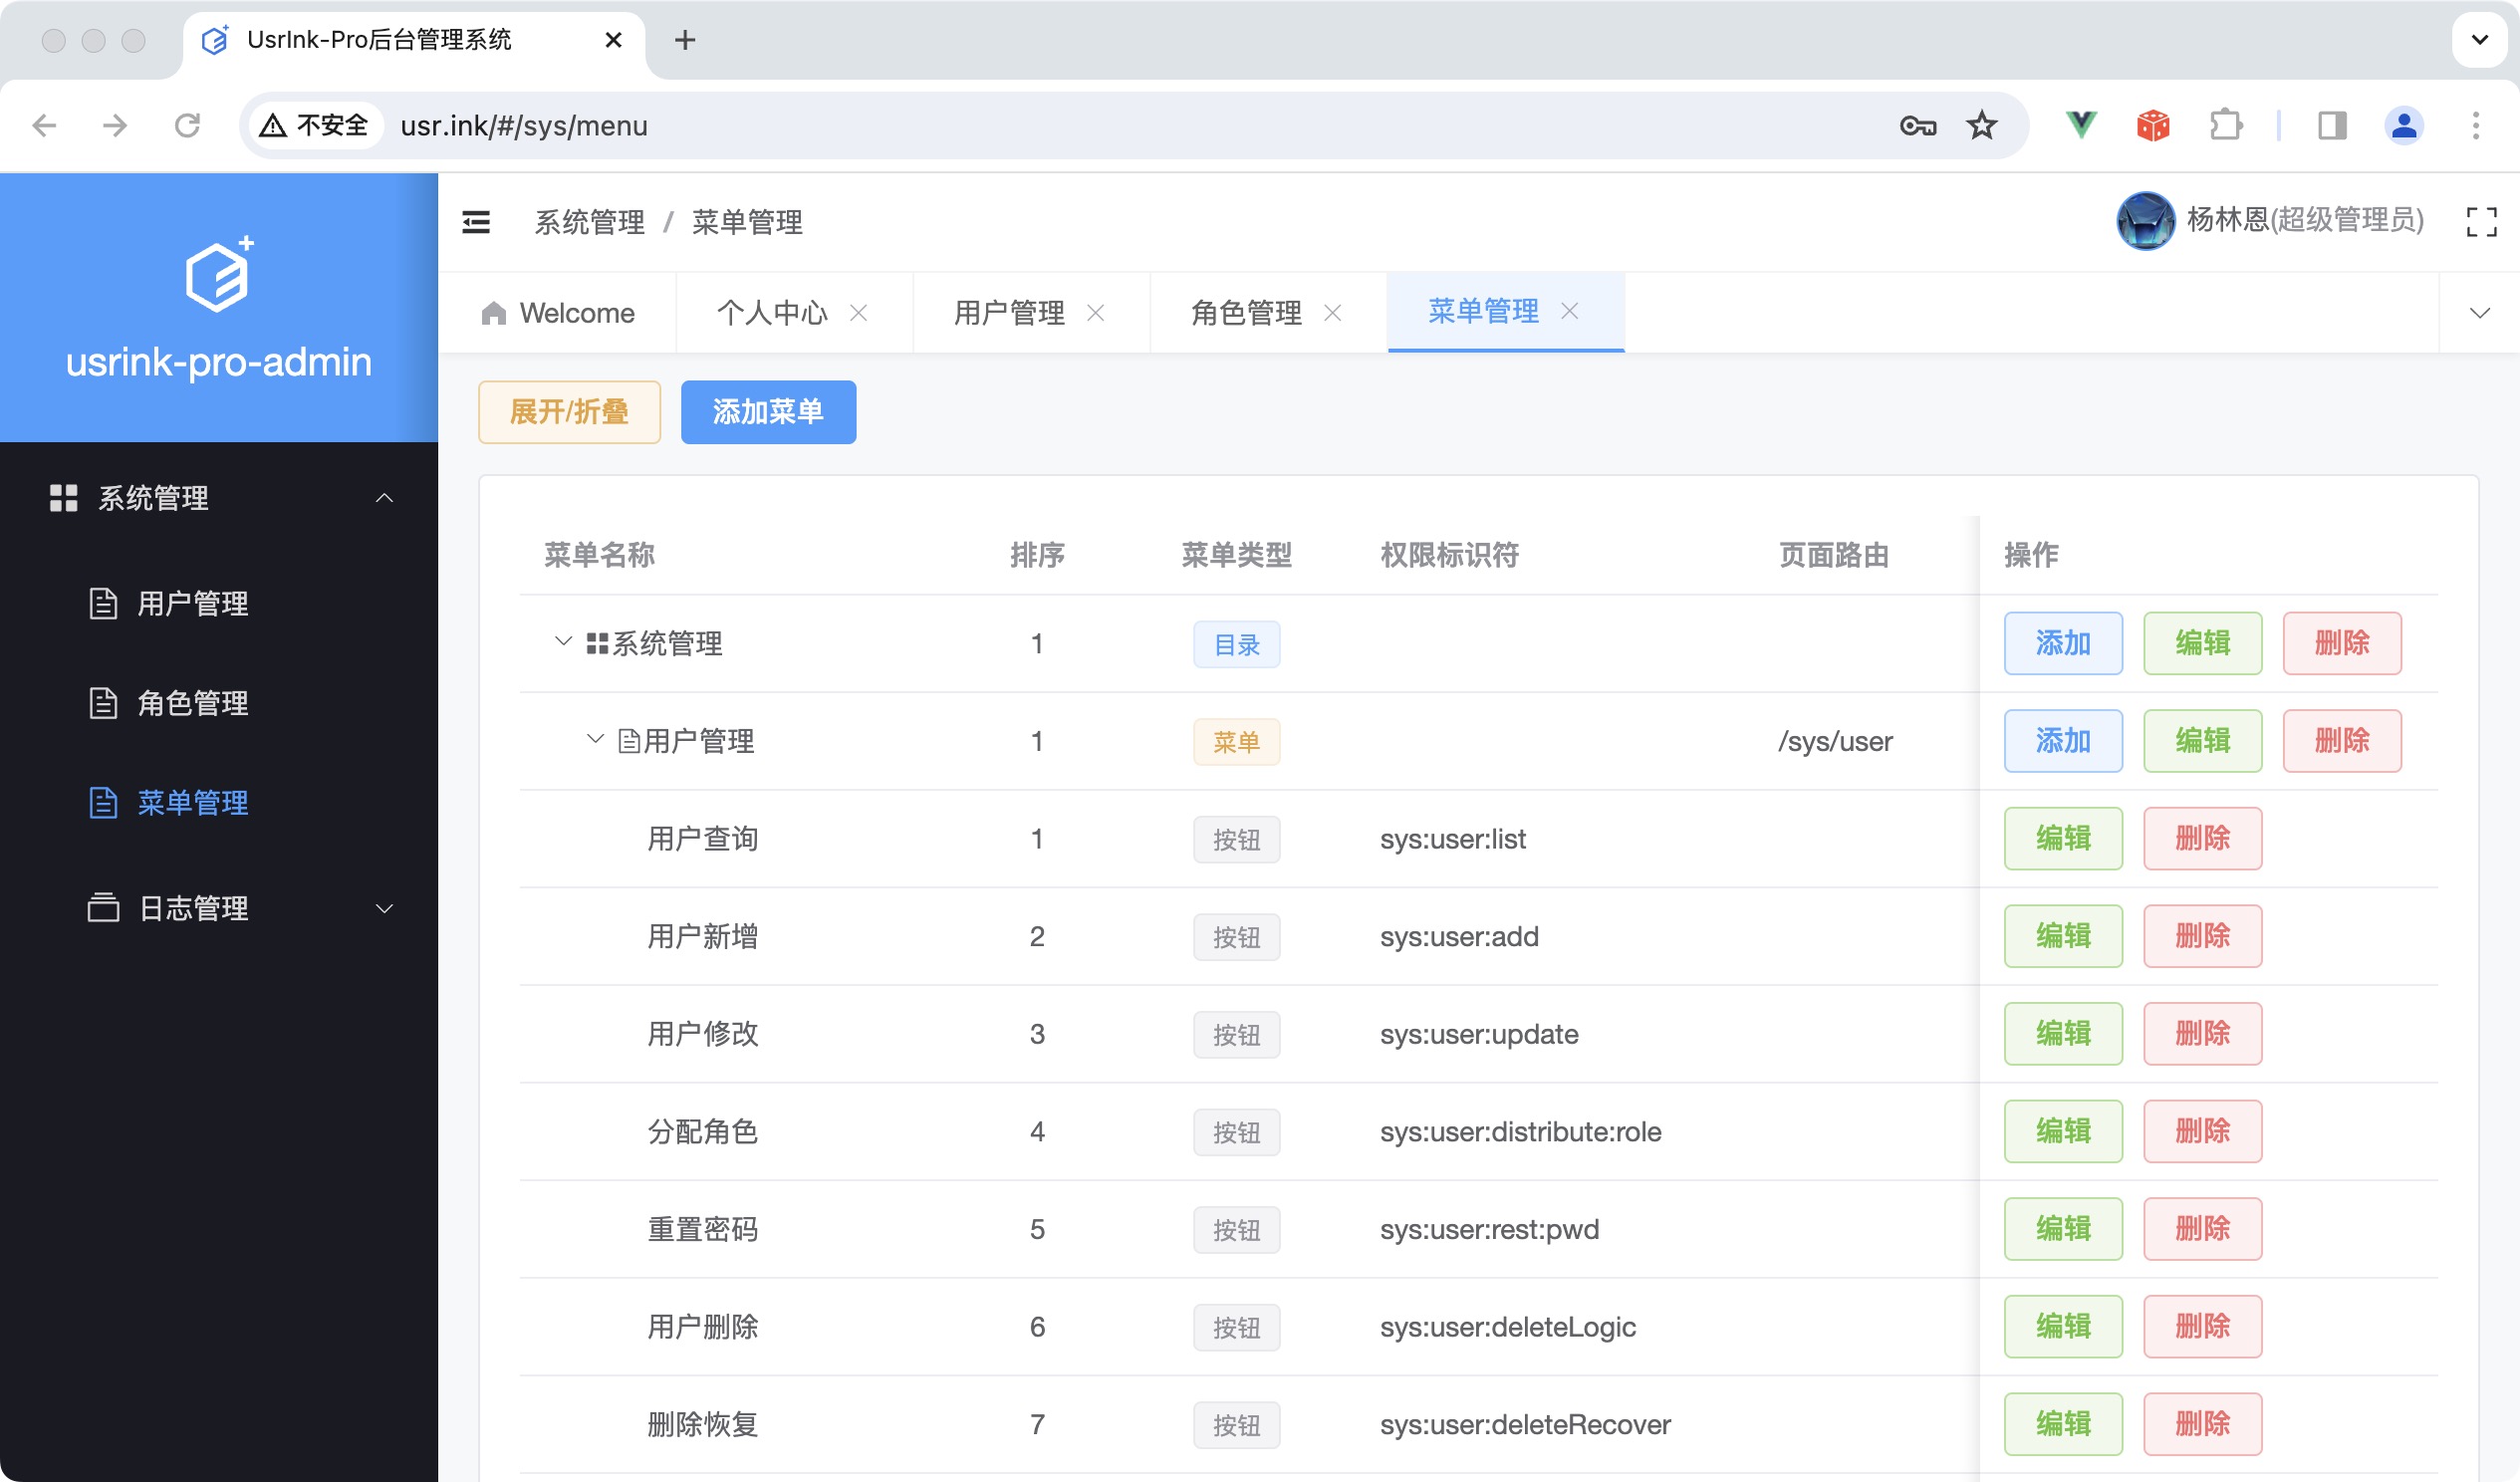 UsrInk-Pro后台管理系统
不安全 usr.ink/#/sys/menu
usrink-pro-admin
系统管理
用户管理
角色管理
菜单管理
日志管理
系统管理 / 菜单管理
杨林恩(超级管理员)
Welcome 个人中心 用户管理 角色管理 菜单管理
展开/折叠 添加菜单
菜单名称 排序 菜单类型 权限标识符 页面路由 操作
系统管理 1 目录 添加 编辑 删除
用户管理 1 菜单 /sys/user 添加 编辑 删除
用户查询 1 按钮 sys:user:list 编辑 删除
用户新增 2 按钮 sys:user:add 编辑 删除
用户修改 3 按钮 sys:user:update 编辑 删除
分配角色 4 按钮 sys:user:distribute:role 编辑 删除
重置密码 5 按钮 sys:user:rest:pwd 编辑 删除
用户删除 6 按钮 sys:user:deleteLogic 编辑 删除
删除恢复 7 按钮 sys:user:deleteRecover 编辑 删除